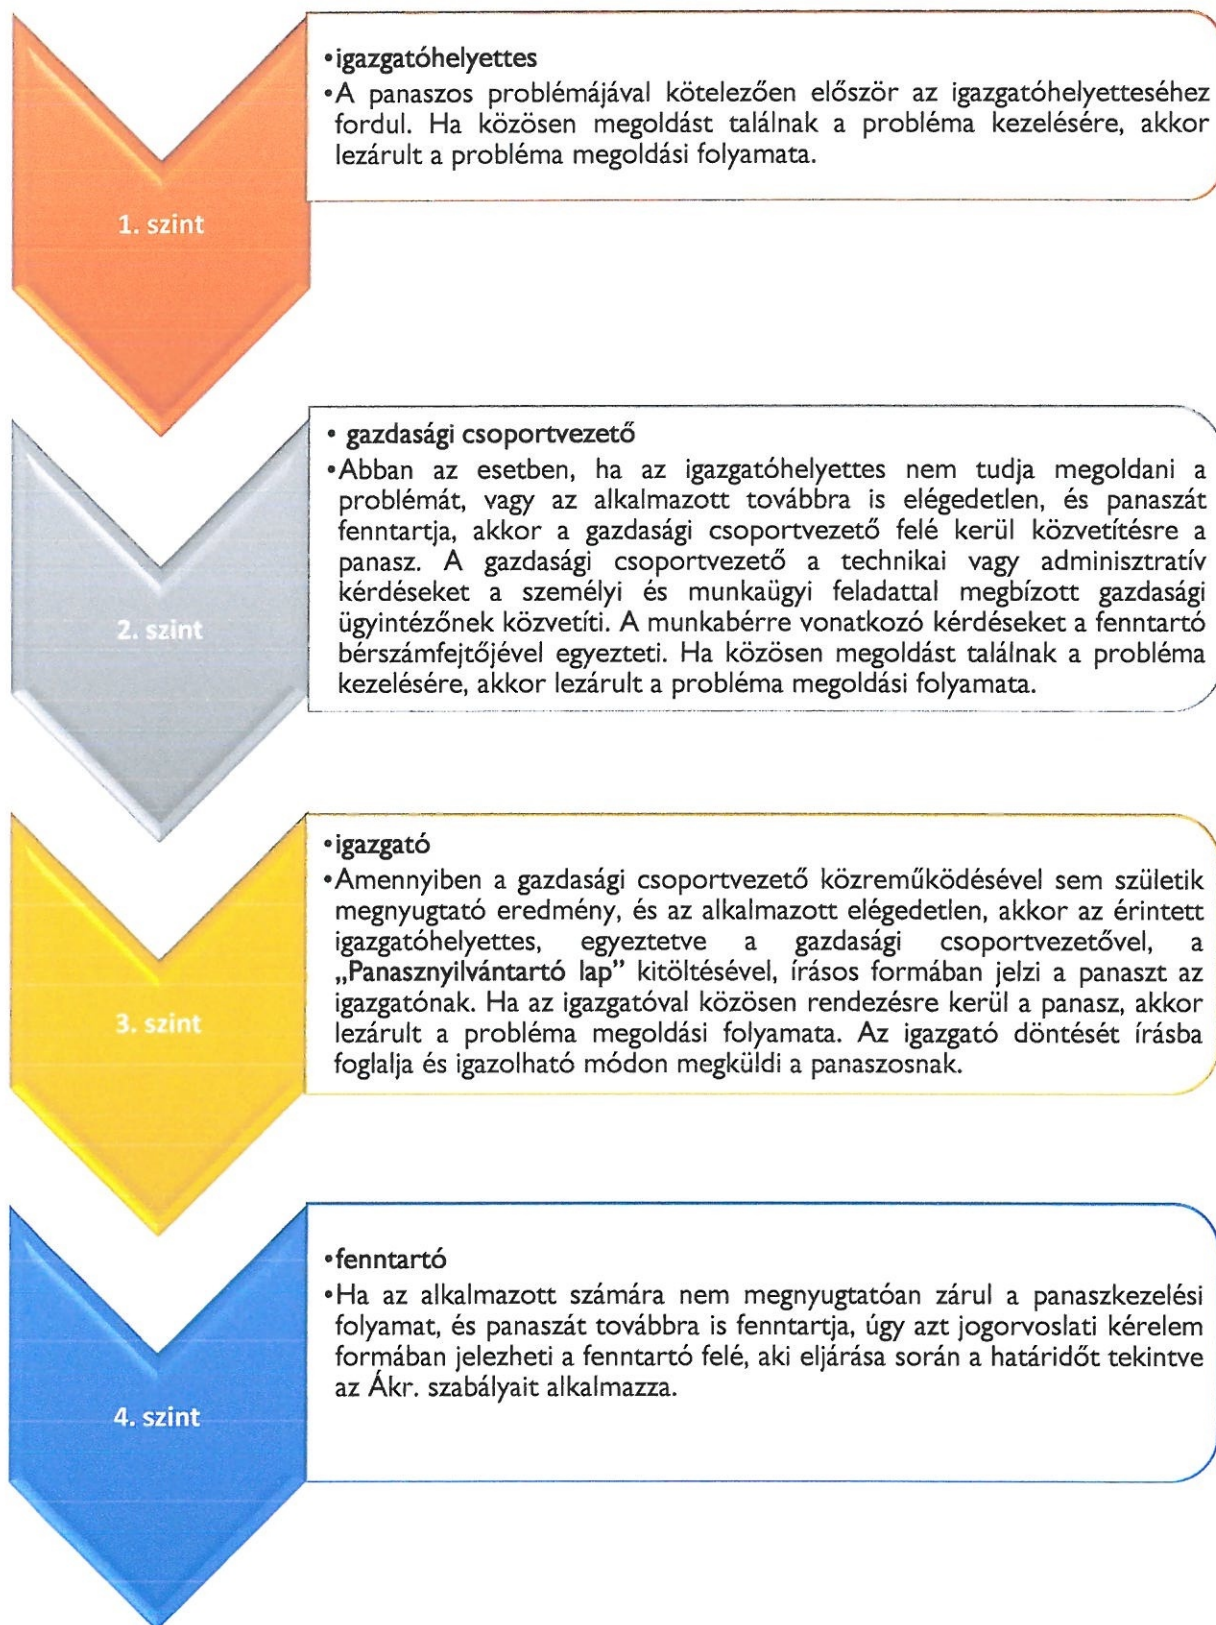 •igazgatóhelyettes
•A panaszos problémájával kötelezően először az igazgatóhelyetteséhez
fordul. Ha közösen megoldást találnak a probléma kezelésére, akkor
lezárult a probléma megoldási folyamata.
1. szint
• gazdasági csoportvezető
•Abban az esetben, ha az igazgatóhelyettes nem tudja megoldani a
problémát, vagy az alkalmazott továbbra is elégedetlen, és panaszát
fenntartja, akkor a gazdasági csoportvezető felé kerül közvetítésre a
panasz. A gazdasági csoportvezető a technikai vagy adminisztratív
kérdéseket a személyi és munkaügyi feladattal megbízott gazdasági
ügyintézőnek közvetíti. A munkabérre vonatkozó kérdéseket a fenntartó
bérszámfejtőjével egyezteti. Ha közösen megoldást találnak a probléma
kezelésére, akkor lezárult a probléma megoldási folyamata.
2. szint
•igazgató
•Amennyiben a gazdasági csoportvezető közreműködésével sem születik
megnyugtató eredmény, és az alkalmazott elégedetlen, akkor az érintett
igazgatóhelyettes, egyeztetve a gazdasági csoportvezetővel, a
„Panasznyilvántartó lap” kitöltésével, írásos formában jelzi a panaszt az
igazgatónak. Ha az igazgatóval közösen rendezésre kerül a panasz, akkor
lezárult a probléma megoldási folyamata. Az igazgató döntését írásba
foglalja és igazolható módon megküldi a panaszosnak.
3. szint
•fenntartó
•Ha az alkalmazott számára nem megnyugtatóan zárul a panaszkezelési
folyamat, és panaszát továbbra is fenntartja, úgy azt jogorvoslati kérelem
formában jelezheti a fenntartó felé, aki eljárása során a határidőt tekintve
az Ákr. szabályait alkalmazza.
4. szint